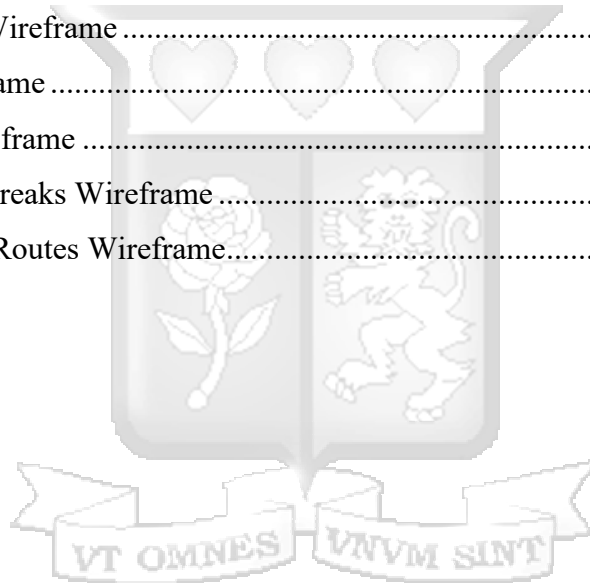 Wireframe
ame
frame
reaks Wireframe
Routes Wireframe
VT OMNES VNVM SINT